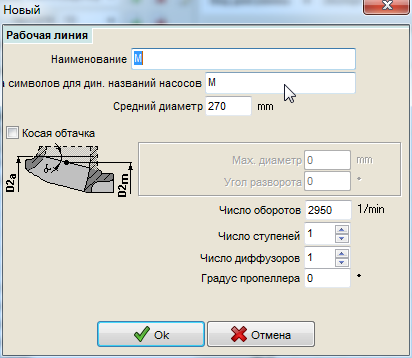 Новый
Рабочая линия
Наименование M
а символов для дин. названий насосов M
Средний диаметр 270 mm
Косая обтачка
D2a
D2m
Max. диаметр 0 mm
Угол разворота 0 °
Число оборотов 2950 1/min
Число ступеней 1
Число диффузоров 1
Градус пропеллера 0 °
Ok
Отмена